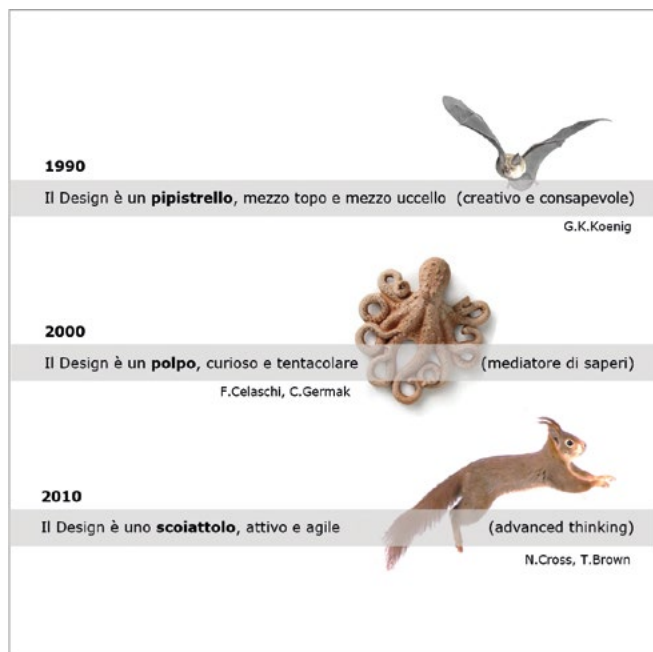 1990
Il Design è un pipistrello, mezzo topo e mezzo uccello (creativo e consapevole)
G.K.Koenig
2000
Il Design è un polpo, curioso e tentacolare (mediatore di saperi)
F.Celaschi, C.Germak
2010
Il Design è uno scoiattolo, attivo e agile (advanced thinking)
N.Cross, T.Brown